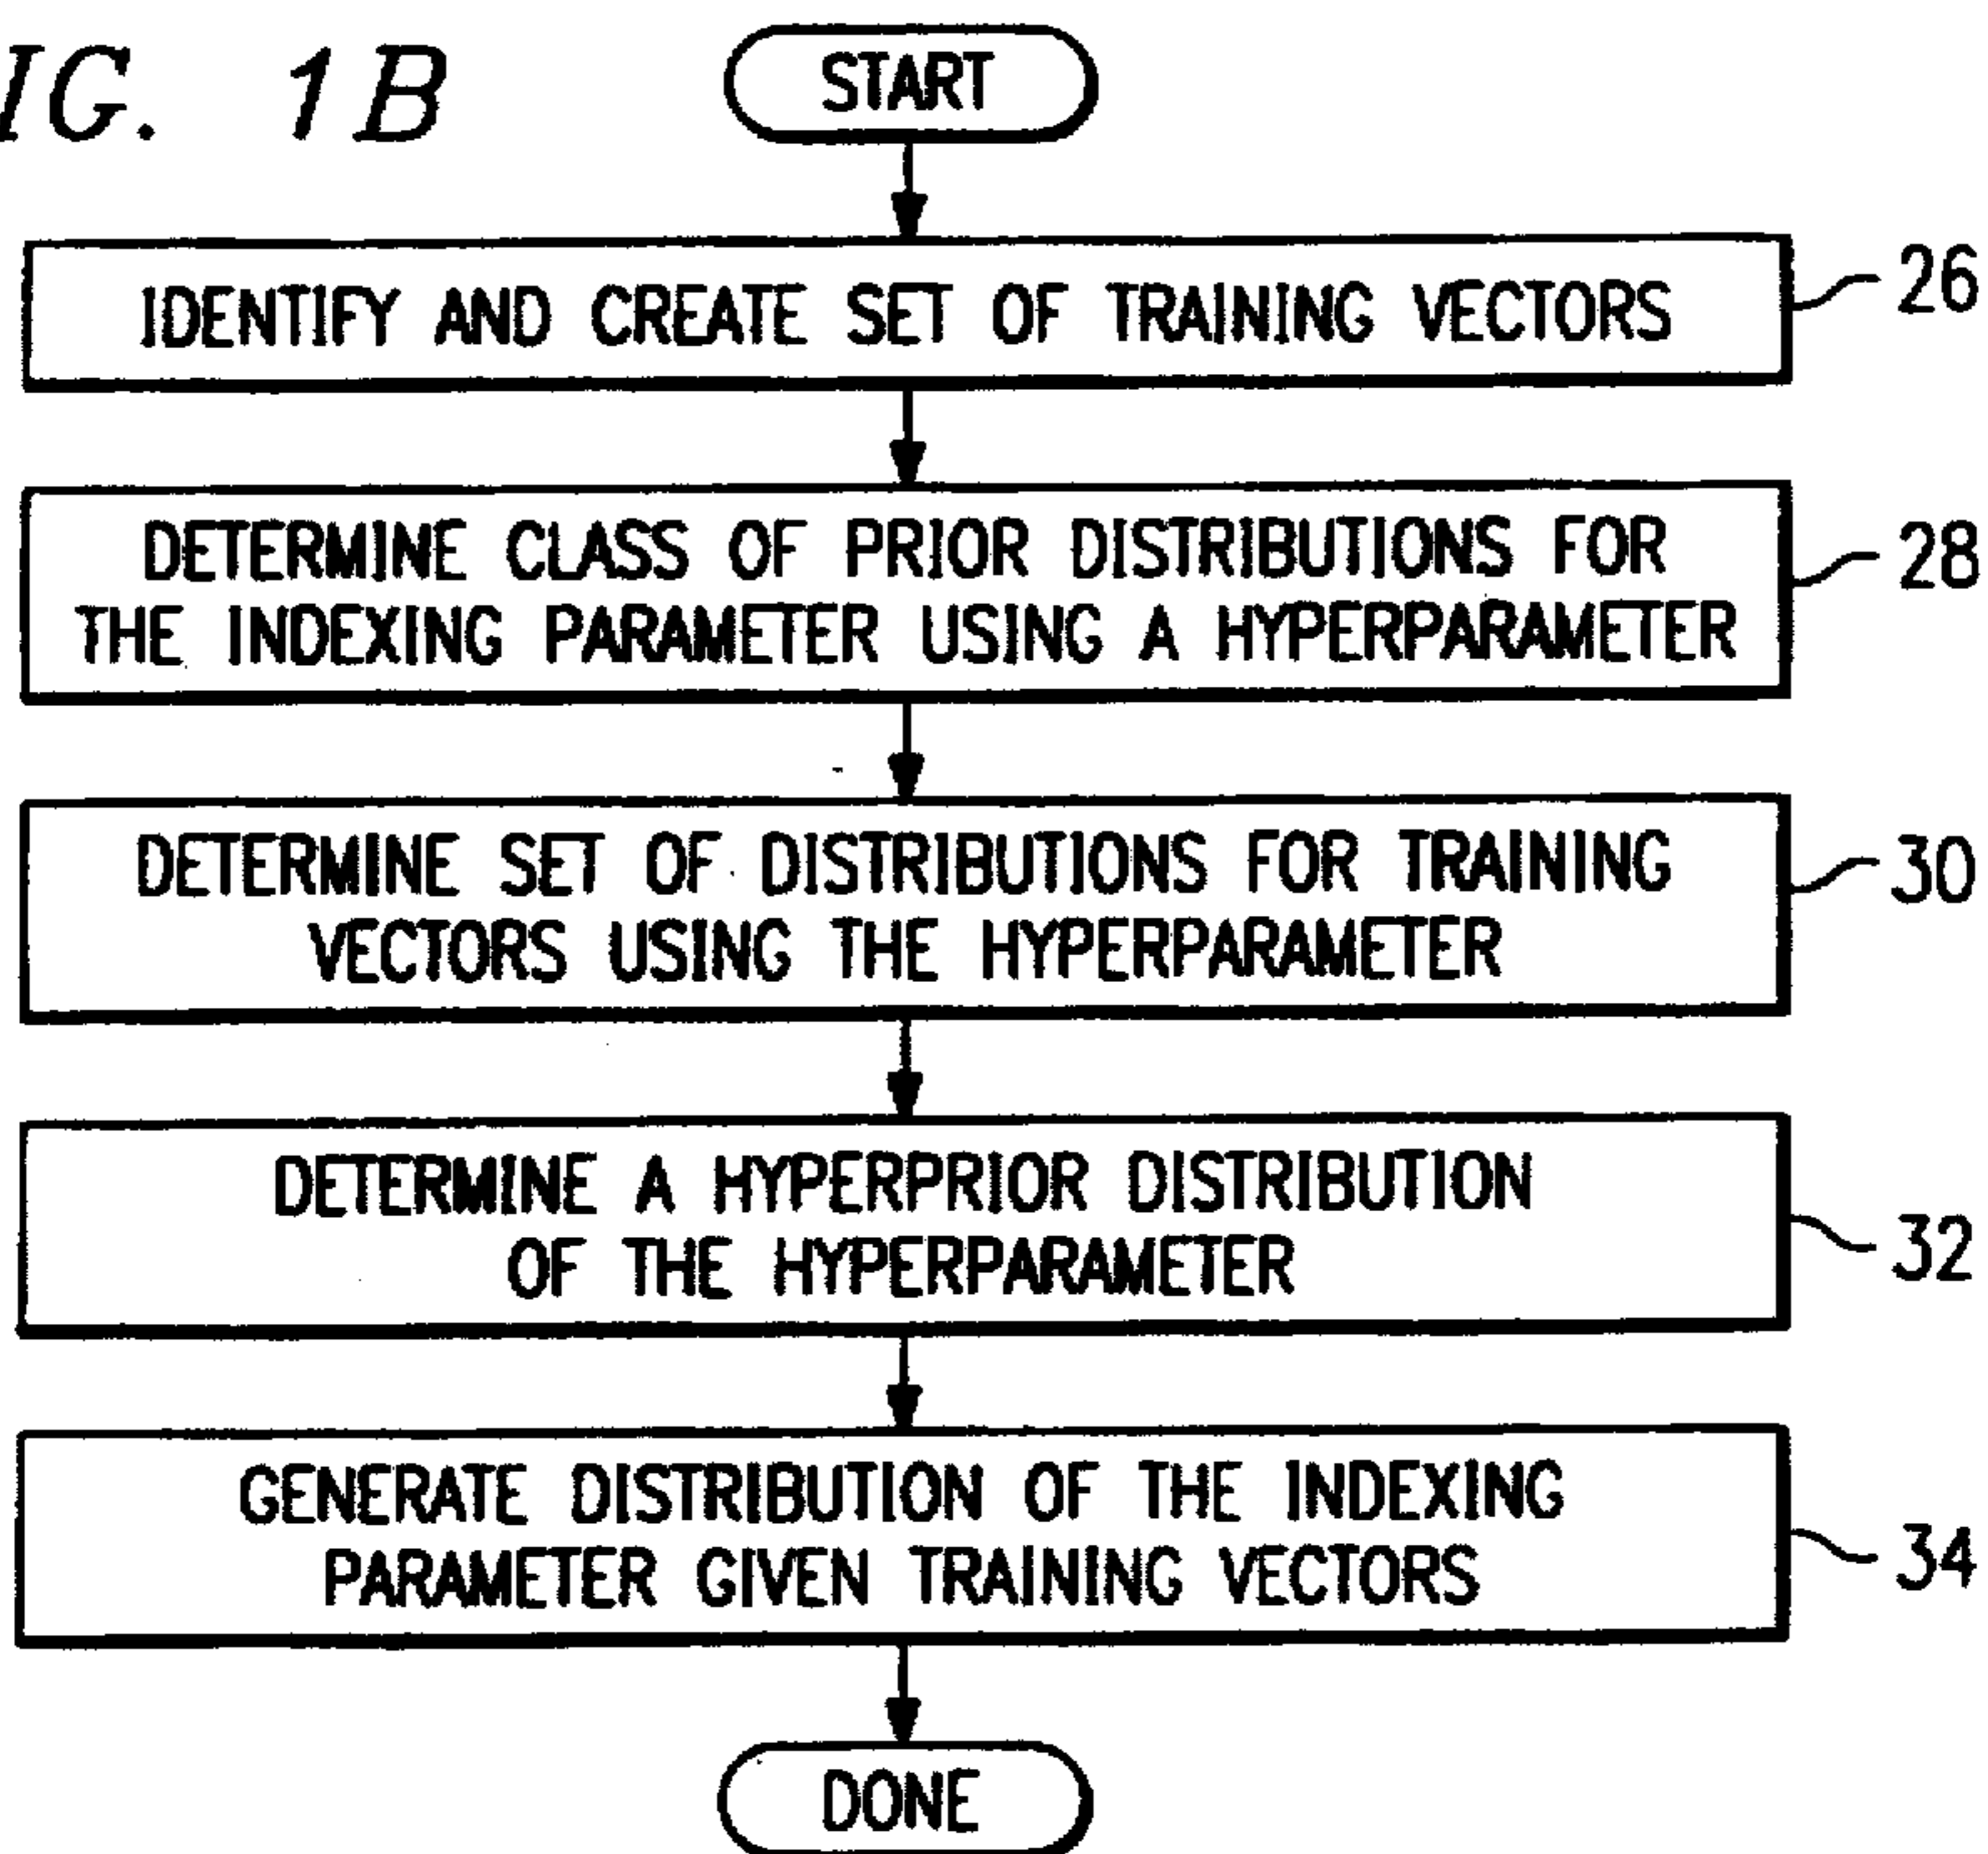 IG. 1B
START
IDENTIFY AND CREATE SET OF TRAINING VECTORS
26
DETERMINE CLASS OF PRIOR DISTRIBUTIONS FOR
THE INDEXING PARAMETER USING A HYPERPARAMETER
28
DETERMINE SET OF DISTRIBUTIONS FOR TRAINING
VECTORS USING THE HYPERPARAMETER
30
DETERMINE A HYPERPRIOR DISTRIBUTION
OF THE HYPERPARAMETER
32
GENERATE DISTRIBUTION OF THE INDEXING
PARAMETER GIVEN TRAINING VECTORS
34
DONE